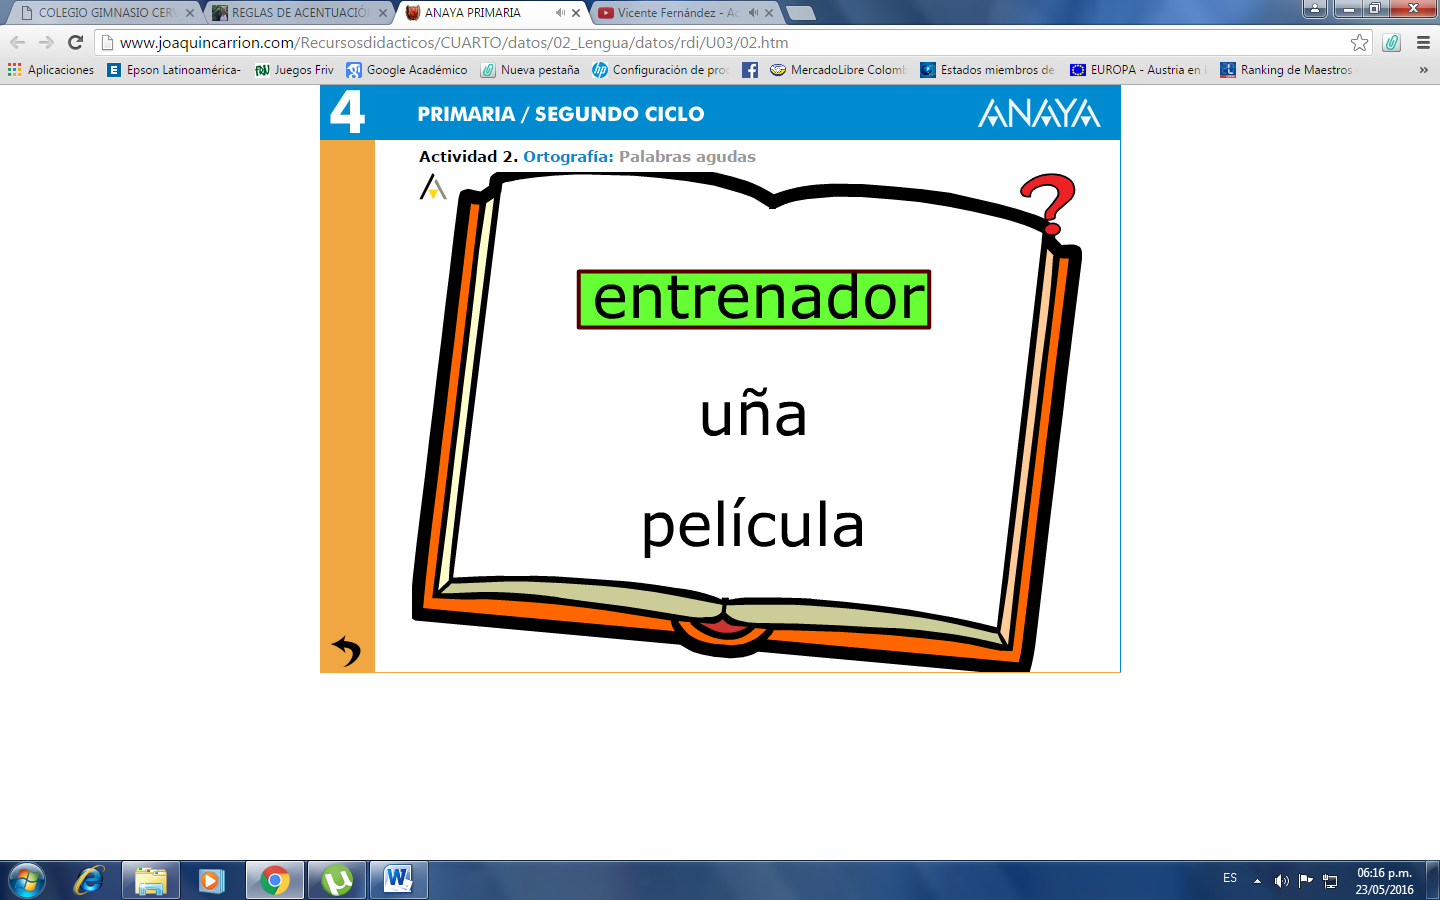 COLEGIO GIMNASIO CER
REGLAS DE ACENTUACIÓ
ANAYA PRIMARIA
Vicente Fernández - Ac
www.joaquincarrion.com/Recursosdidacticos/CUARTO/datos/02_Lengua/datos/rdi/U03/02.htm
Aplicaciones
Epson Latinoamérica-
Juegos Friv
Google Académico
Nueva pestaña
Configuración de pro
MercadoLibre Colomb
Estados miembros de
EUROPA - Austria en
Ranking de Maestros
»
4
PRIMARIA / SEGUNDO CICLO
ANAYA
Actividad 2. Ortografía: Palabras agudas
?
entrenador
uña
película
ES
06:16 p.m.
23/05/2016